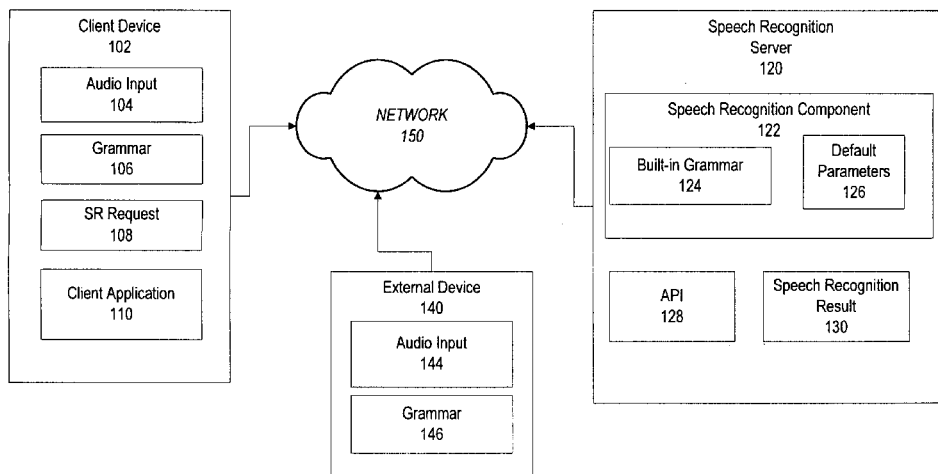 Client Device
102
Audio Input
104
Grammar
106
SR Request
108
Client Application
110
NETWORK
150
External Device
140
Audio Input
144
Grammar
146
Speech Recognition
Server
120
Speech Recognition Component
122
Built-in Grammar
124
Default
Parameters
126
API
128
Speech Recognition
Result
130